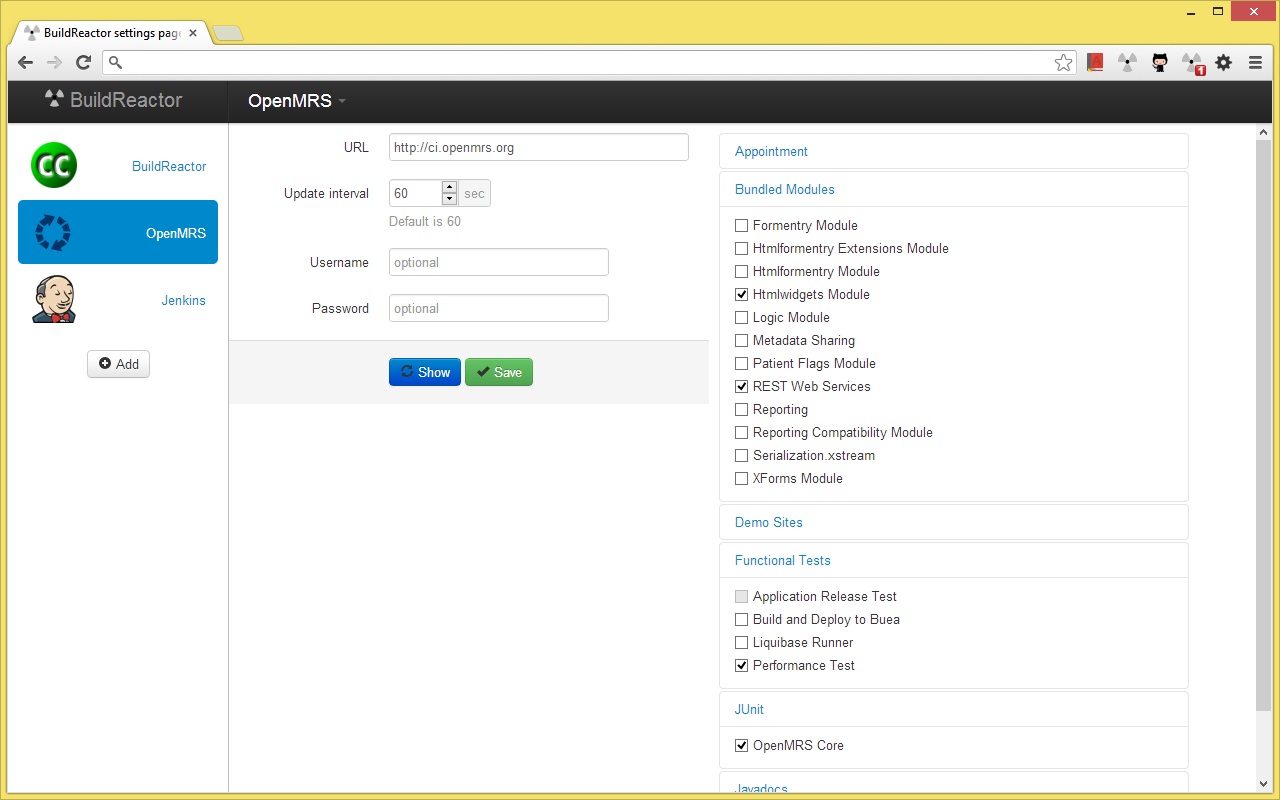 BuildReactor settings pag
1
BuildReactor
OpenMRS
CC
BuildReactor
OpenMRS
Jenkins
Add
URL
http://ci.openmrs.org
Update interval
60
sec
Default is 60
Username
optional
Password
optional
Show
Save
Appointment
Bundled Modules
Formentry Module
Htmlformentry Extensions Module
Htmlformentry Module
Htmlwidgets Module
Logic Module
Metadata Sharing
Patient Flags Module
REST Web Services
Reporting
Reporting Compatibility Module
Serialization.xstream
XForms Module
Demo Sites
Functional Tests
Application Release Test
Build and Deploy to Buea
Liquibase Runner
Performance Test
JUnit
OpenMRS Core
Javadocs